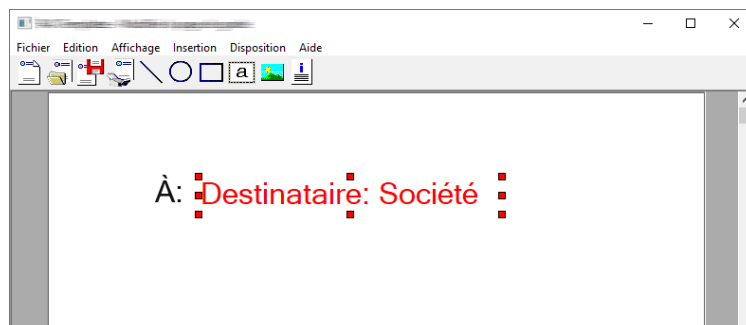 Fichier Edition Affichage Insertion Disposition Aide
a
À: Destinataire: Société